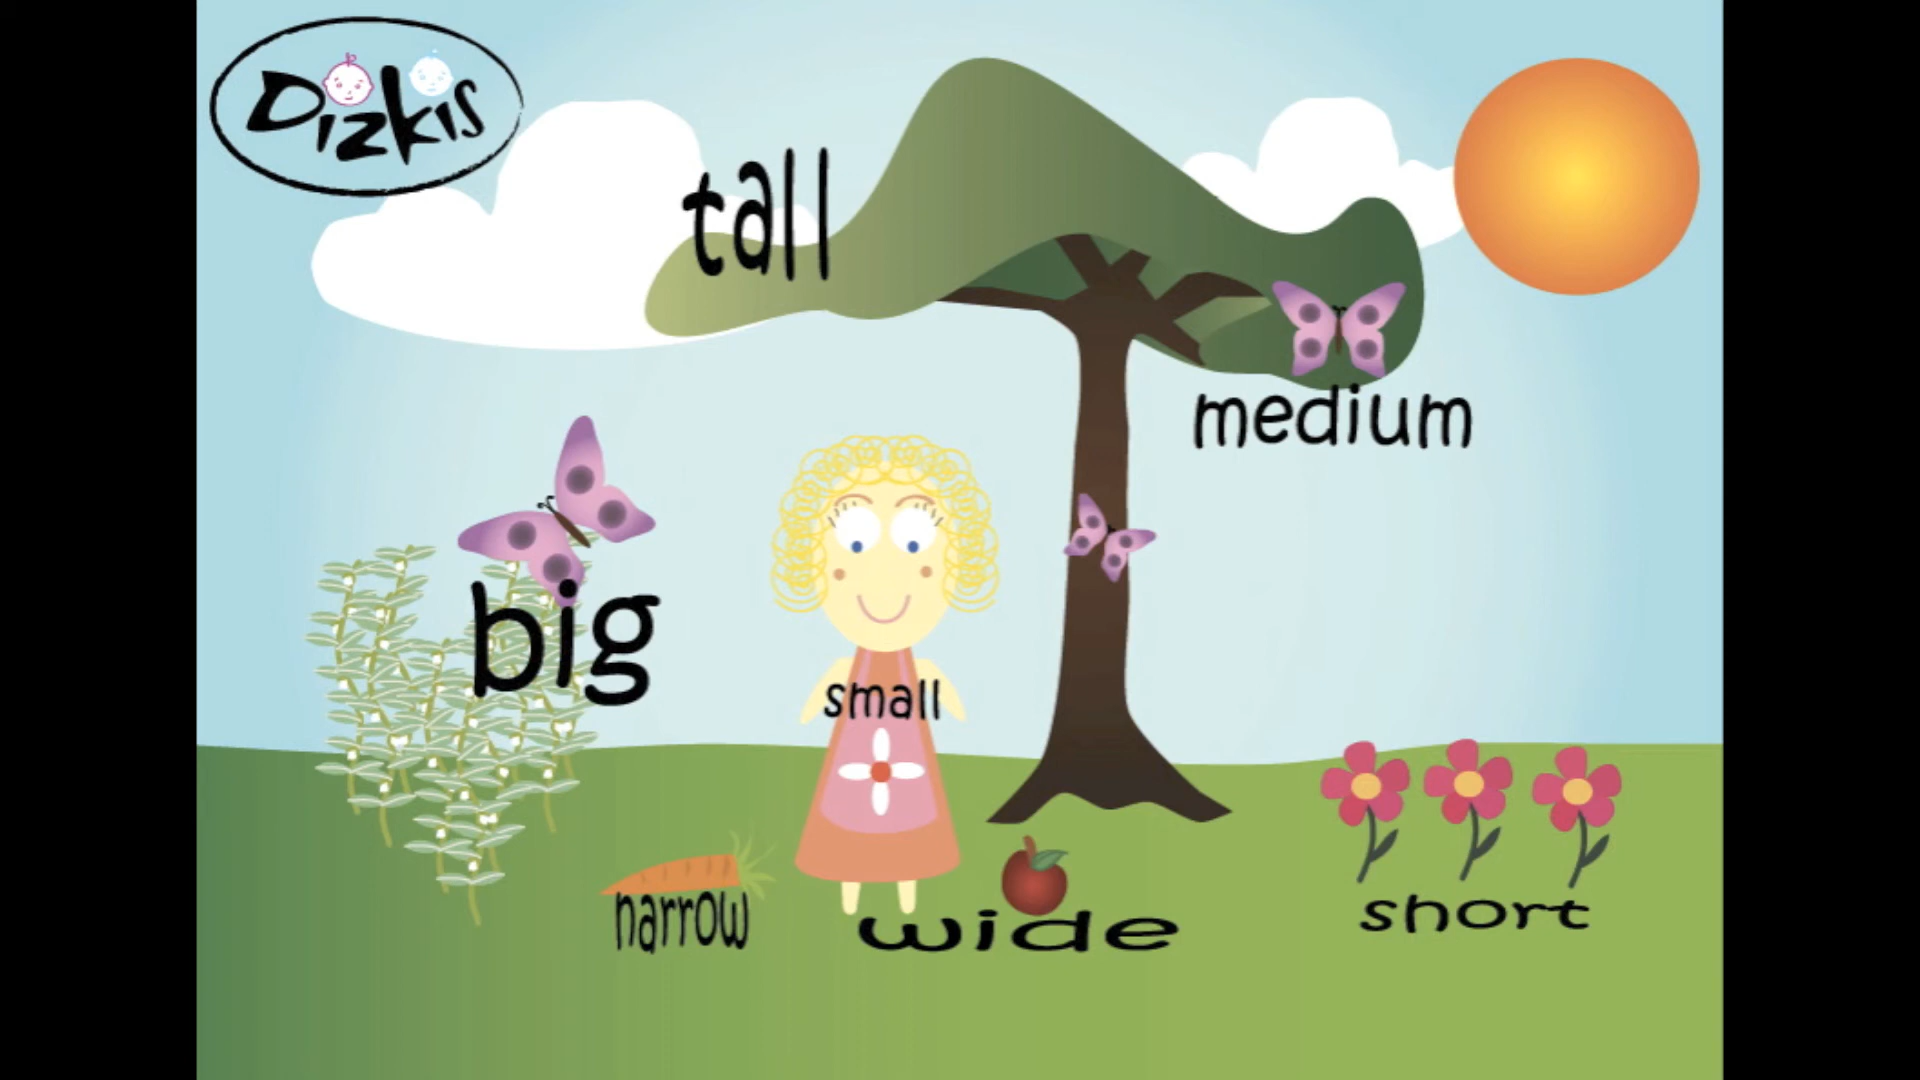 Dizkis
tall
medium
big
small
narrow
wide
short